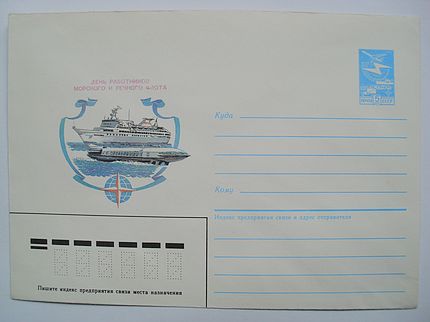 ДЕНЬ РАБОТНИКОВ
МОРСКОГО И РЕЧНОГО ФЛОТА
Куда
Кому
Индекс предприятия связи и адрес отправителя
Пишите индекс предприятия связи места назначения